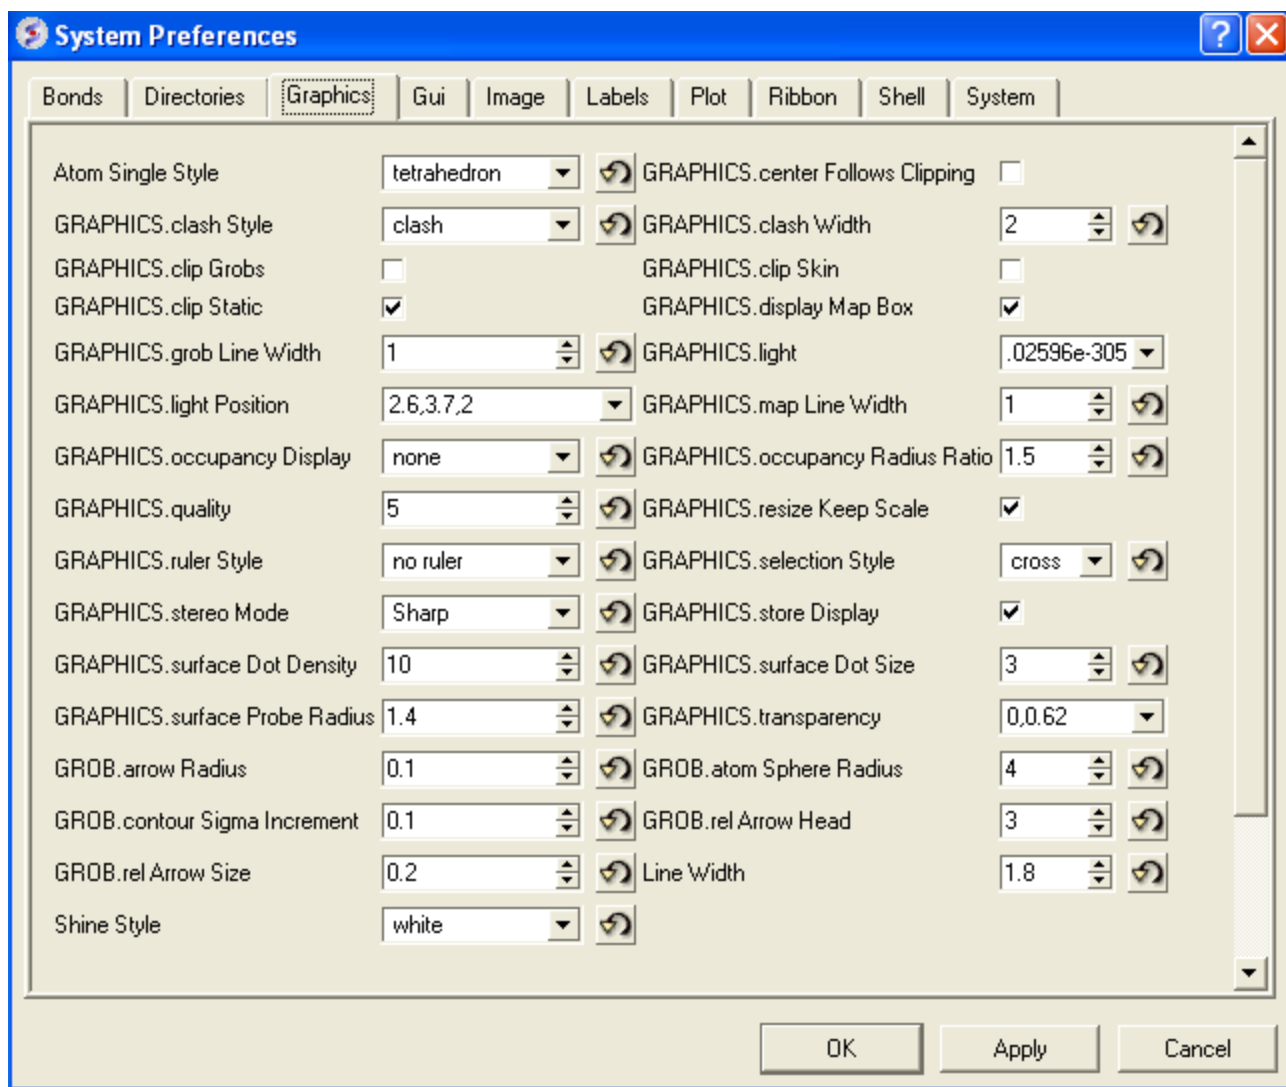 System Preferences
Bonds Directories Graphics Gui Image Labels Plot Ribbon Shell System
Atom Single Style tetrahedron GRAPHICS.center Follows Clipping
GRAPHICS.clash Style clash GRAPHICS.clash Width 2
GRAPHICS.clip Grobs GRAPHICS.clip Skin
GRAPHICS.clip Static GRAPHICS.display Map Box
GRAPHICS.grob Line Width 1 GRAPHICS.light .02596e-305
GRAPHICS.light Position 2.6,3.7,2 GRAPHICS.map Line Width 1
GRAPHICS.occupancy Display none GRAPHICS.occupancy Radius Ratio 1.5
GRAPHICS.quality 5 GRAPHICS.resize Keep Scale
GRAPHICS.ruler Style no ruler GRAPHICS.selection Style cross
GRAPHICS.stereo Mode Sharp GRAPHICS.store Display
GRAPHICS.surface Dot Density 10 GRAPHICS.surface Dot Size 3
GRAPHICS.surface Probe Radius 1.4 GRAPHICS.transparency 0,0.62
GROB.arrow Radius 0.1 GROB.atom Sphere Radius 4
GROB.contour Sigma Increment 0.1 GROB.rel Arrow Head 3
GROB.rel Arrow Size 0.2 Line Width 1.8
Shine Style white
OK Apply Cancel